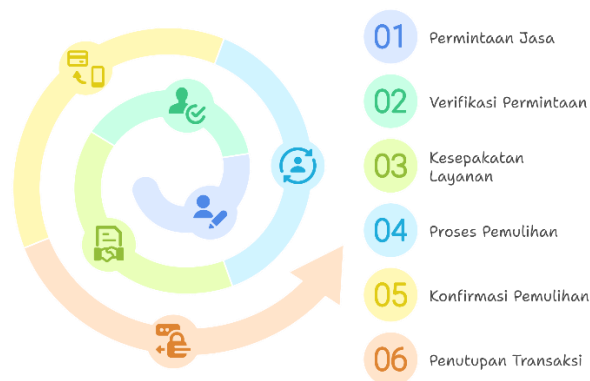 01
Permintaan Jasa
02
Verifikasi Permintaan
03
Kesepakatan
Layanan
04
Proses Pemulihan
05
Konfirmasi Pemulihan
06
Penutupan Transaksi